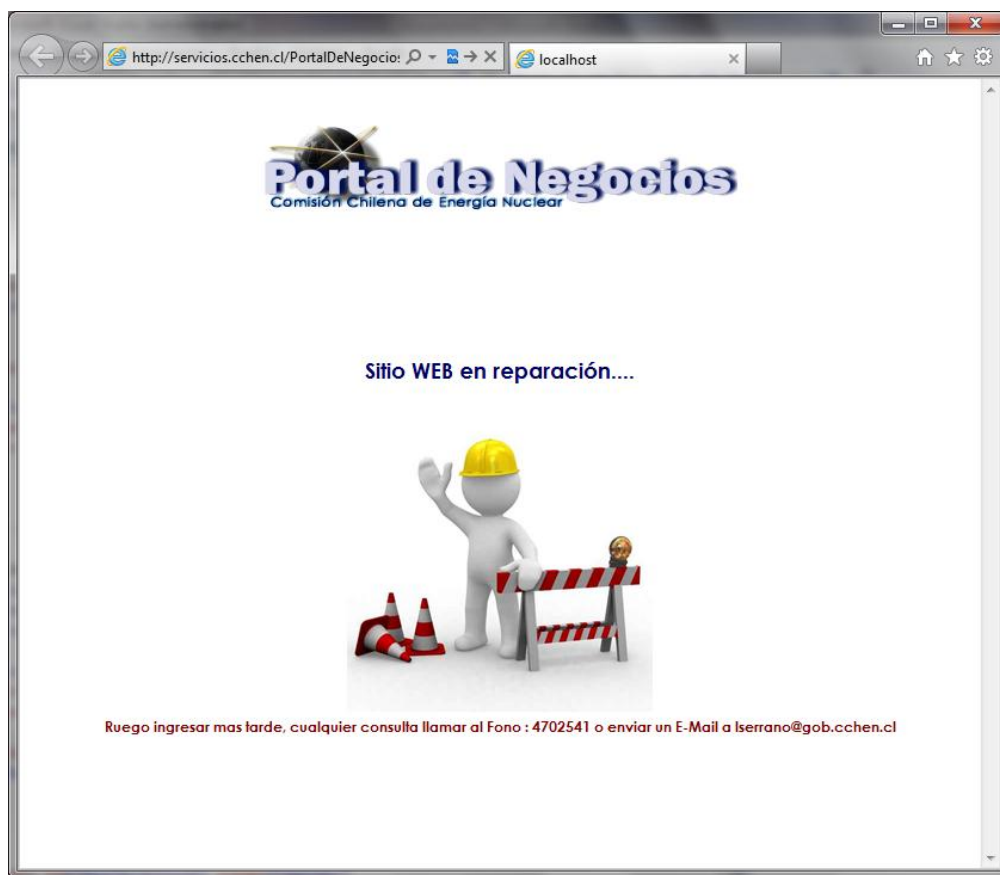 http://servicios.cchen.cl/PortalDeNegocio
localhost
Portal de Negocios
Comisión Chilena de Energía Nuclear
Sitio WEB en reparación....
Ruego ingresar mas tarde, cualquier consulta llamar al Fono : 4702541 o enviar un E-Mail a lserrano@gob.cchen.cl